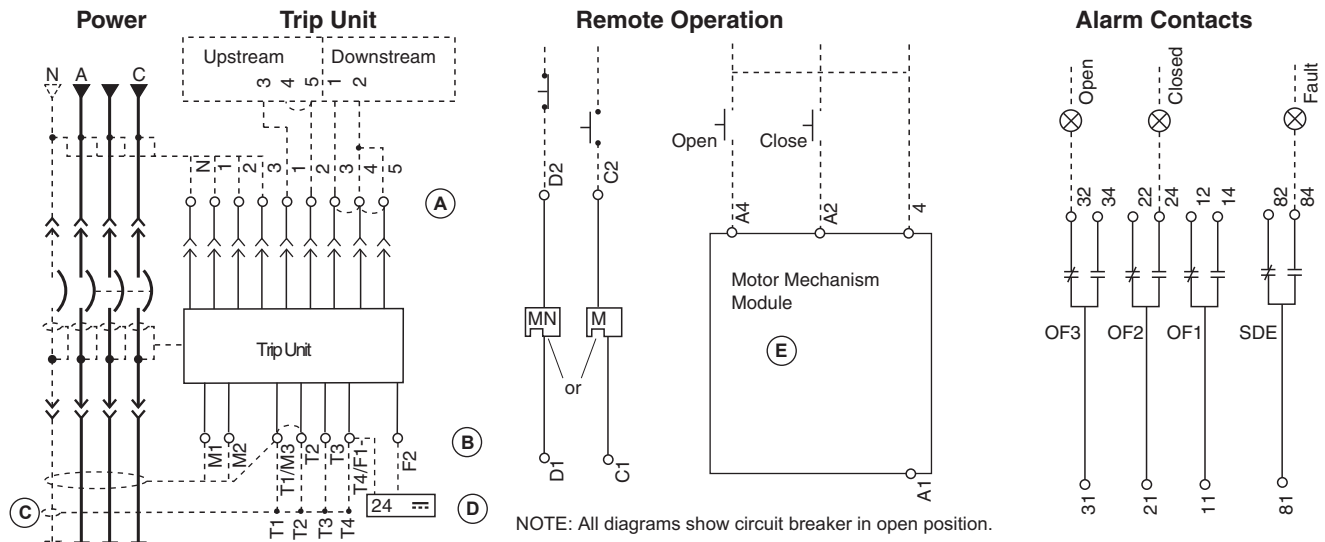 Power
Trip Unit
Remote Operation
Alarm Contacts
Upstream
Downstream
3
4
5
1
2
N
A
C
N
1
2
3
1
2
3
4
5
A
Trip Unit
M1
M2
T1/M3
T2
T3
T4/F1-
F2
B
C
T1
T2
T3
T4
24
D
D2
C2
MN
M
or
D1
C1
Open
Close
A4
A2
4
Motor Mechanism
Module
E
A1
NOTE: All diagrams show circuit breaker in open position.
Open
Closed
Fault
32
34
22
24
12
14
82
84
OF3
OF2
OF1
SDE
31
21
11
81